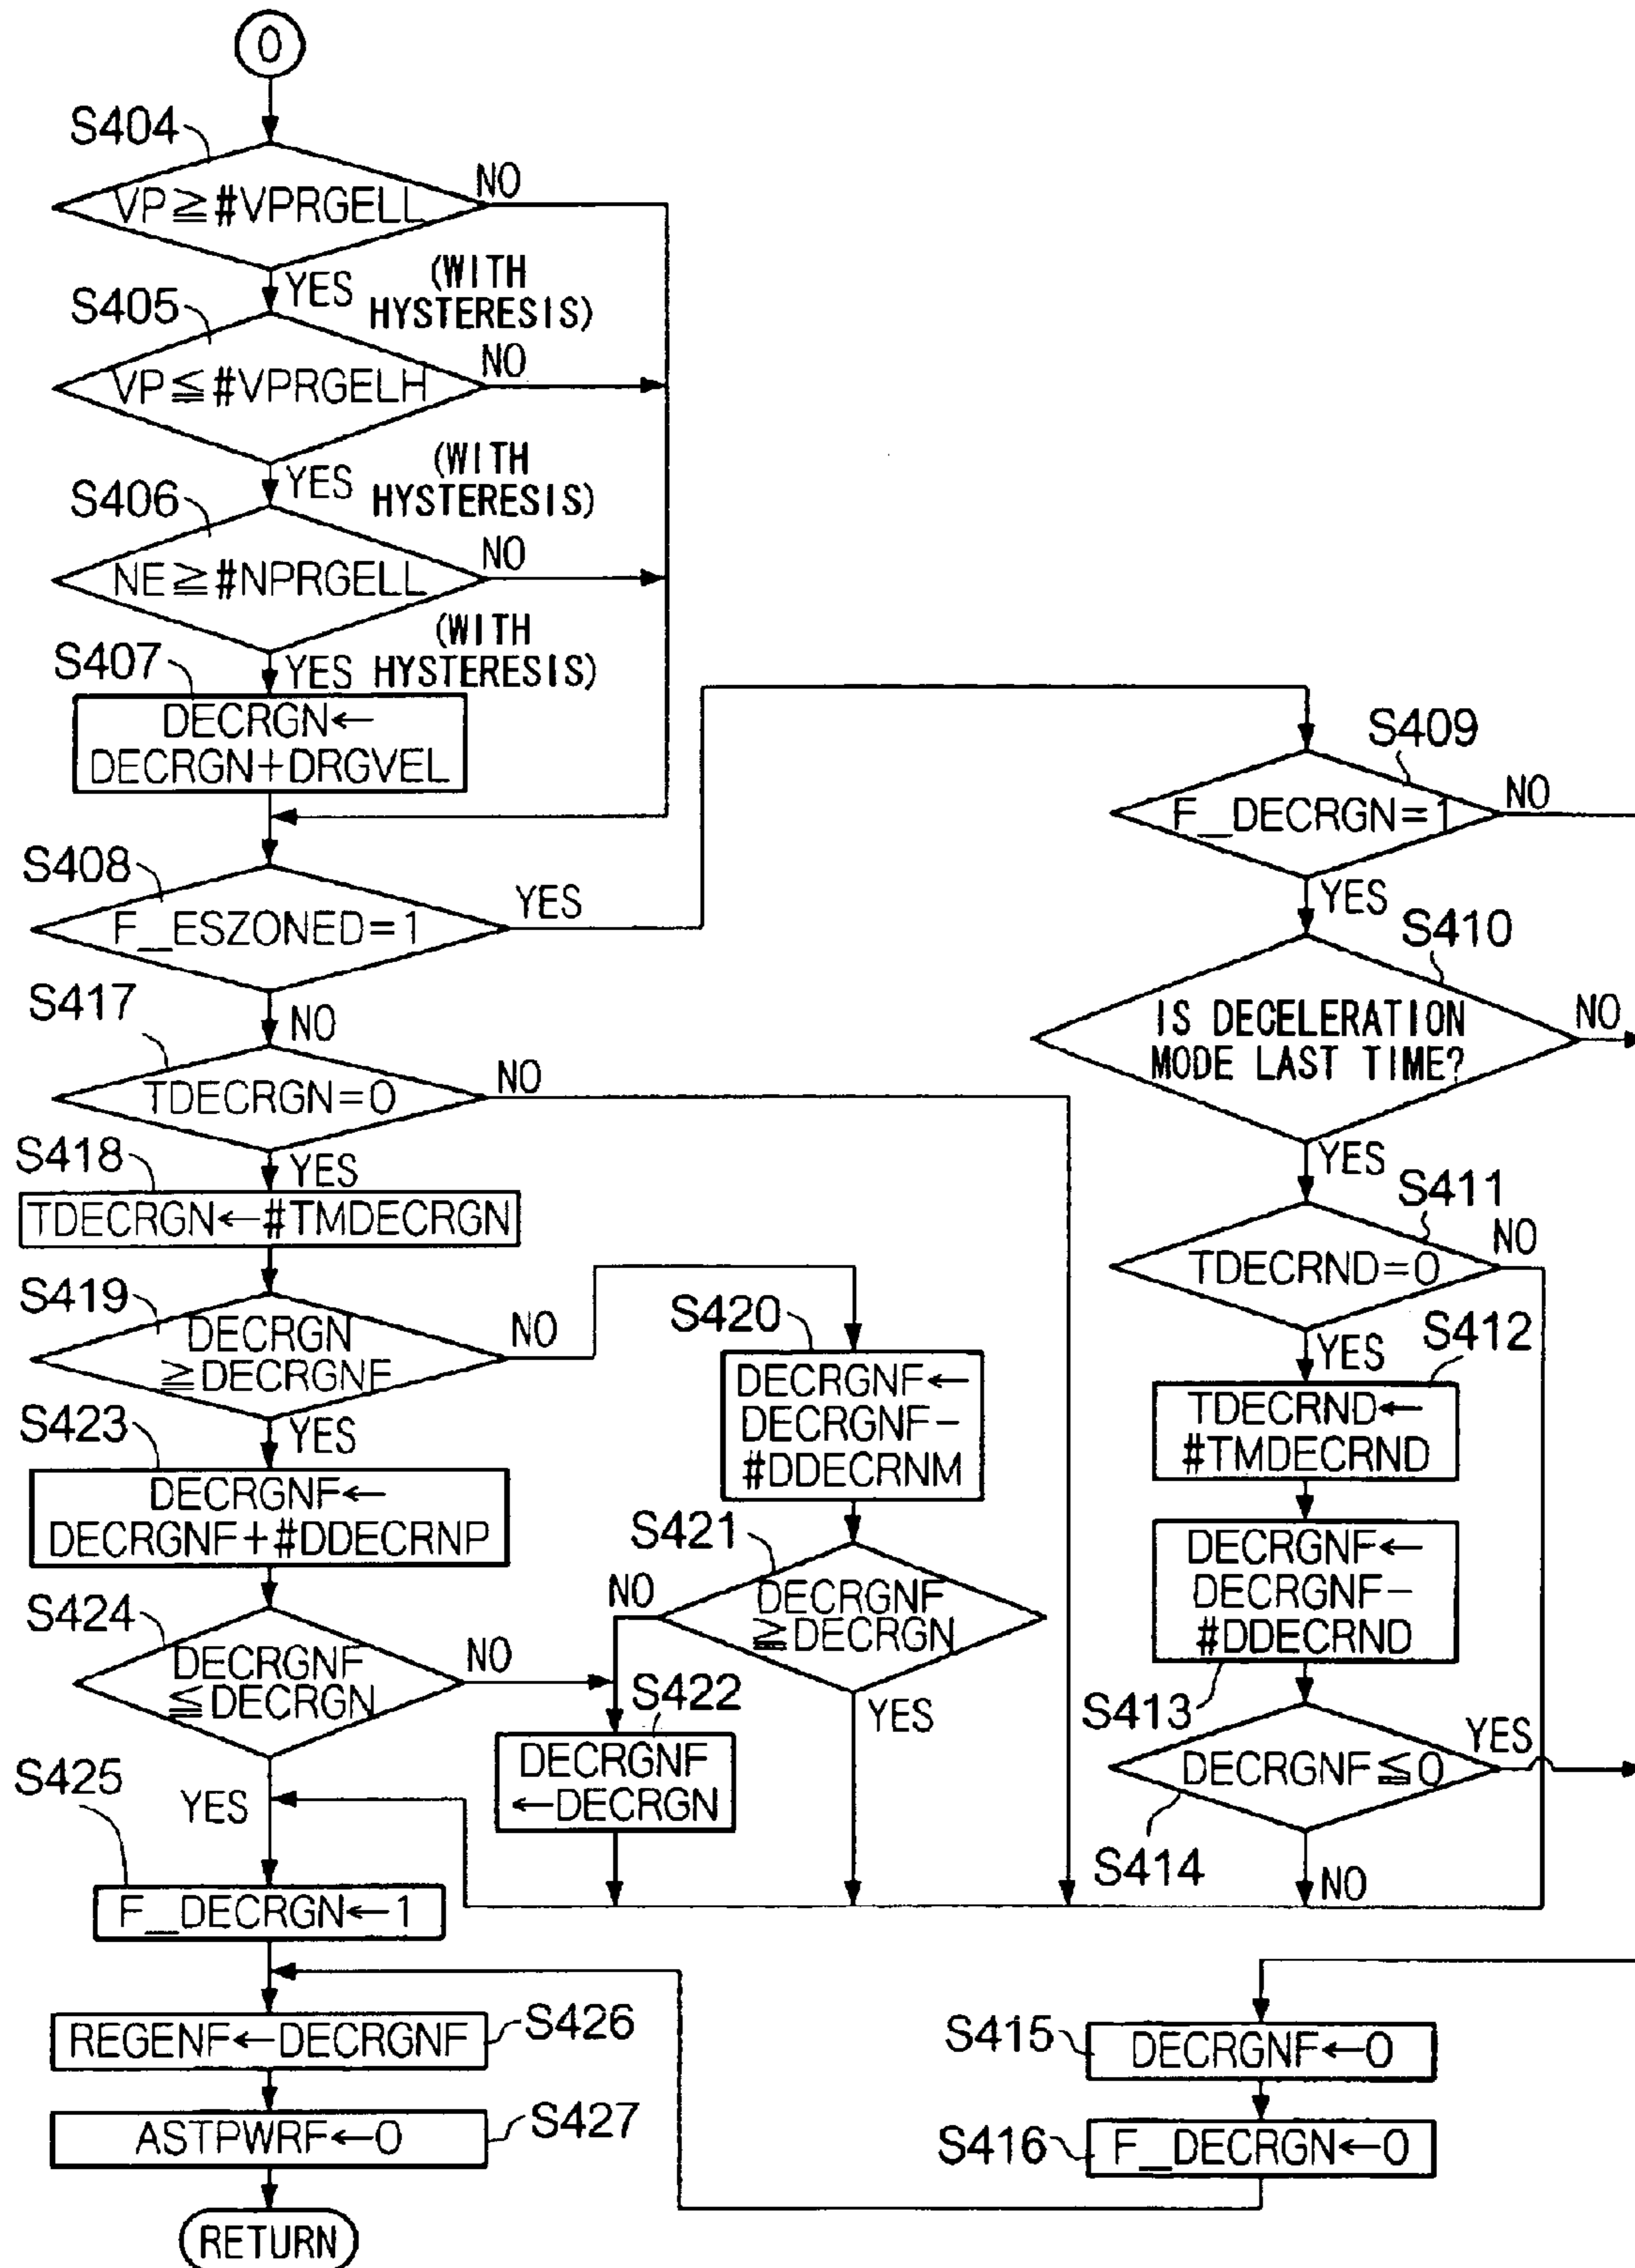 O
S404
VP≧#VPRGELL
NO
YES
(WITH
HYSTERESIS)
S405
VP≦#VPRGELH
NO
YES
(WITH
HYSTERESIS)
S406
NE≧#NPRGELL
NO
YES
(WITH
HYSTERESIS)
S407
DECRGN←
DECRGN+DRGVEL
S408
F_ESZONED=1
YES
NO
S409
F_DECRGN=1
NO
YES
S410
IS DECELERATION
MODE LAST TIME?
NO
YES
S411
TDECRND=0
NO
YES
S412
TDECRND←
#TMDECRND
DECRGNF←
DECRGNF-
#DDECRND
S413
DECRGNF≦0
YES
S414
NO
S417
TDECRGN=0
NO
YES
S418
TDECRGN←#TMDECRGN
S419
DECRGN
≧DECRGNF
NO
YES
S420
DECRGNF←
DECRGNF-
#DDECRNM
S421
DECRGNF
≧DECRGN
NO
YES
S422
DECRGNF
←DECRGN
S423
DECRGNF←
DECRGNF+#DDECRNP
S424
DECRGNF
≦DECRGN
NO
YES
S425
F_DECRGN←1
REGENF←DECRGNF
S426
ASTPWRF←0
S427
RETURN
S415
DECRGNF←0
S416
F_DECRGN←0